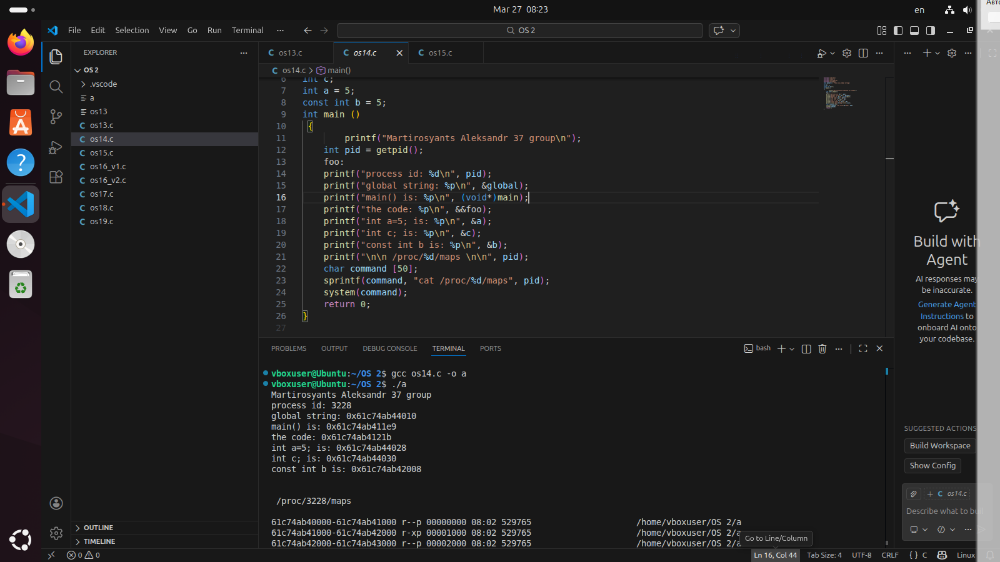 Mar 27 08:23
en
File Edit Selection View Go Run Terminal ··· OS 2
EXPLORER
OS 2
.vscode
a
os13
os13.c
os14.c
os15.c
os16_v1.c
os16_v2.c
os17.c
os18.c
os19.c
OUTLINE
TIMELINE
os13.c os14.c os15.c
os14.c > main()
6 int c;
7 int a = 5;
8 const int b = 5;
9 int main ()
10 {
11 printf("Martirosyants Aleksandr 37 group\n");
12 int pid = getpid();
13 foo:
14 printf("process id: %d\n", pid);
15 printf("global string: %p\n", &global);
16 printf("main() is: %p\n", (void*)main);
17 printf("the code: %p\n", &&foo);
18 printf("int a=5; is: %p\n", &a);
19 printf("int c; is: %p\n", &c);
20 printf("const int b is: %p\n", &b);
21 printf("\n\n /proc/%d/maps \n\n", pid);
22 char command [50];
23 sprintf(command, "cat /proc/%d/maps", pid);
24 system(command);
25 return 0;
26 }
27
PROBLEMS OUTPUT DEBUG CONSOLE TERMINAL PORTS
bash
vboxuser@Ubuntu:~/OS 2$ gcc os14.c -o a
vboxuser@Ubuntu:~/OS 2$ ./a
Martirosyants Aleksandr 37 group
process id: 3228
global string: 0x61c74ab44010
main() is: 0x61c74ab411e9
the code: 0x61c74ab4121b
int a=5; is: 0x61c74ab44028
int c; is: 0x61c74ab44030
const int b is: 0x61c74ab42008
/proc/3228/maps
61c74ab40000-61c74ab41000 r--p 00000000 08:02 529765 /home/vboxuser/OS 2/a
61c74ab41000-61c74ab42000 r-xp 00001000 08:02 529765 /home/vboxuser/OS 2/a
61c74ab42000-61c74ab43000 r--p 00002000 08:02 529765 /home/vboxuser/OS 2/a
Go to Line/Column
Build with
Agent
AI responses may
be inaccurate.
Generate Agent
Instructions to
onboard AI onto
your codebase.
SUGGESTED ACTIONS
Build Workspace
Show Config
os14.c
Describe what to buil
0 0
Ln 16, Col 44 Tab Size: 4 UTF-8 CRLF { } C Linux